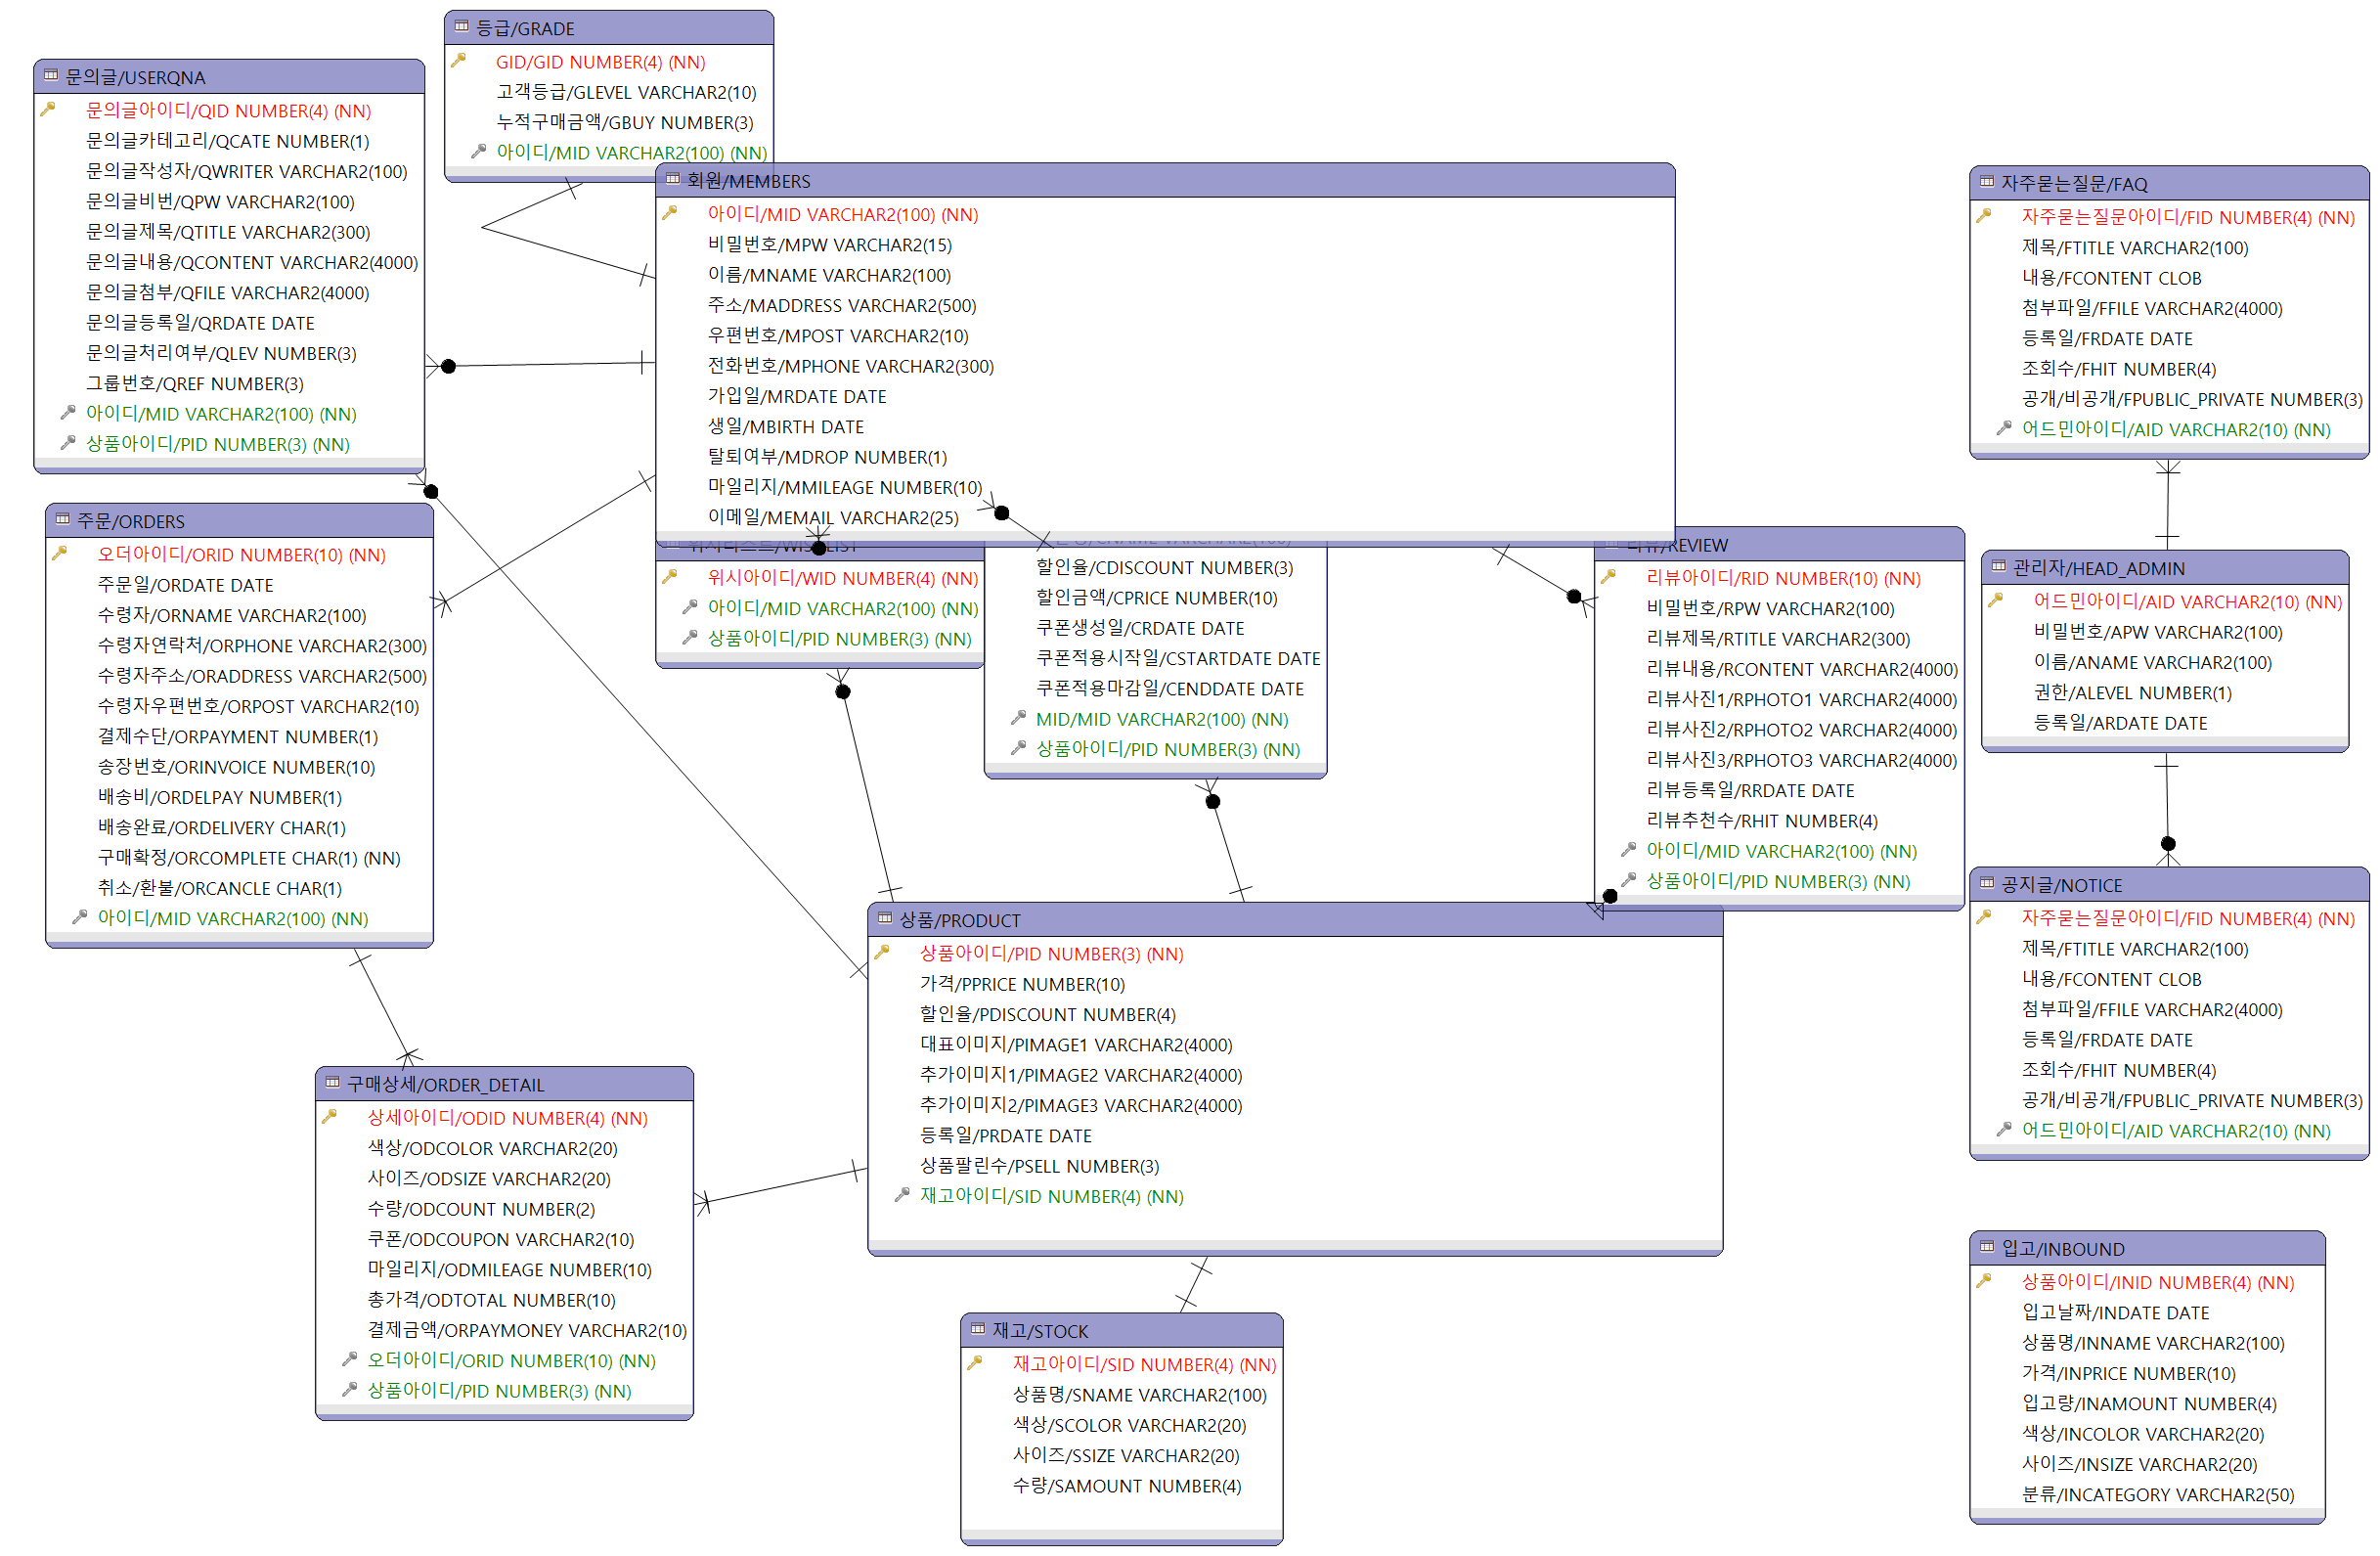 등급/GRADE
GID/GID NUMBER(4) (NN)
고객등급/GLEVEL VARCHAR2(10)
누적구매금액/GBUY NUMBER(3)
아이디/MID VARCHAR2(100) (NN)
문의글/USERQNA
문의글아이디/QID NUMBER(4) (NN)
문의글카테고리/QCATE NUMBER(1)
문의글작성자/QWRITER VARCHAR2(100)
문의글비번/QPW VARCHAR2(100)
문의글제목/QTITLE VARCHAR2(300)
문의글내용/QCONTENT VARCHAR2(4000)
문의글첨부/QFILE VARCHAR2(4000)
문의글등록일/QRDATE DATE
문의글처리여부/QLEV NUMBER(3)
그룹번호/QREF NUMBER(3)
아이디/MID VARCHAR2(100) (NN)
상품아이디/PID NUMBER(3) (NN)
회원/MEMBERS
아이디/MID VARCHAR2(100) (NN)
비밀번호/MPW VARCHAR2(15)
이름/MNAME VARCHAR2(100)
주소/MADDRESS VARCHAR2(500)
우편번호/MPOST VARCHAR2(10)
전화번호/MPHONE VARCHAR2(300)
가입일/MRDATE DATE
생일/MBIRTH DATE
탈퇴여부/MDROP NUMBER(1)
마일리지/MMILEAGE NUMBER(10)
이메일/MEMAIL VARCHAR2(25)
자주묻는질문/FAQ
자주묻는질문아이디/FID NUMBER(4) (NN)
제목/FTITLE VARCHAR2(100)
내용/FCONTENT CLOB
첨부파일/FFILE VARCHAR2(4000)
등록일/FRDATE DATE
조회수/FHIT NUMBER(4)
공개/비공개/FPUBLIC_PRIVATE NUMBER(3)
어드민아이디/AID VARCHAR2(10) (NN)
주문/ORDERS
오더아이디/ORID NUMBER(10) (NN)
주문일/ORDATE DATE
수령자/ORNAME VARCHAR2(100)
수령자연락처/ORPHONE VARCHAR2(300)
수령자주소/ORADDRESS VARCHAR2(500)
수령자우편번호/ORPOST VARCHAR2(10)
결제수단/ORPAYMENT NUMBER(1)
송장번호/ORINVOICE NUMBER(10)
배송비/ORDELPAY NUMBER(1)
배송완료/ORDELIVERY CHAR(1)
구매확정/ORCOMPLETE CHAR(1) (NN)
취소/환불/ORCANCLE CHAR(1)
아이디/MID VARCHAR2(100) (NN)
위시리스트/WISHLIST
위시아이디/WID NUMBER(4) (NN)
아이디/MID VARCHAR2(100) (NN)
상품아이디/PID NUMBER(3) (NN)
/CNAME VARCHAR2(100)
할인율/CDISCOUNT NUMBER(3)
할인금액/CPRICE NUMBER(10)
쿠폰생성일/CRDATE DATE
쿠폰적용시작일/CSTARTDATE DATE
쿠폰적용마감일/CENDDATE DATE
MID/MID VARCHAR2(100) (NN)
상품아이디/PID NUMBER(3) (NN)
리뷰/REVIEW
리뷰아이디/RID NUMBER(10) (NN)
비밀번호/RPW VARCHAR2(100)
리뷰제목/RTITLE VARCHAR2(300)
리뷰내용/RCONTENT VARCHAR2(4000)
리뷰사진1/RPHOTO1 VARCHAR2(4000)
리뷰사진2/RPHOTO2 VARCHAR2(4000)
리뷰사진3/RPHOTO3 VARCHAR2(4000)
리뷰등록일/RRDATE DATE
리뷰추천수/RHIT NUMBER(4)
아이디/MID VARCHAR2(100) (NN)
상품아이디/PID NUMBER(3) (NN)
관리자/HEAD_ADMIN
어드민아이디/AID VARCHAR2(10) (NN)
비밀번호/APW VARCHAR2(100)
이름/ANAME VARCHAR2(100)
권한/ALEVEL NUMBER(1)
등록일/ARDATE DATE
공지글/NOTICE
자주묻는질문아이디/FID NUMBER(4) (NN)
제목/FTITLE VARCHAR2(100)
내용/FCONTENT CLOB
첨부파일/FFILE VARCHAR2(4000)
등록일/FRDATE DATE
조회수/FHIT NUMBER(4)
공개/비공개/FPUBLIC_PRIVATE NUMBER(3)
어드민아이디/AID VARCHAR2(10) (NN)
상품/PRODUCT
상품아이디/PID NUMBER(3) (NN)
가격/PPRICE NUMBER(10)
할인율/PDISCOUNT NUMBER(4)
대표이미지/PIMAGE1 VARCHAR2(4000)
추가이미지1/PIMAGE2 VARCHAR2(4000)
추가이미지2/PIMAGE3 VARCHAR2(4000)
등록일/PRDATE DATE
상품팔린수/PSELL NUMBER(3)
재고아이디/SID NUMBER(4) (NN)
구매상세/ORDER_DETAIL
상세아이디/ODID NUMBER(4) (NN)
색상/ODCOLOR VARCHAR2(20)
사이즈/ODSIZE VARCHAR2(20)
수량/ODCOUNT NUMBER(2)
쿠폰/ODCOUPON VARCHAR2(10)
마일리지/ODMILEAGE NUMBER(10)
총가격/ODTOTAL NUMBER(10)
결제금액/ORPAYMONEY VARCHAR2(10)
오더아이디/ORID NUMBER(10) (NN)
상품아이디/PID NUMBER(3) (NN)
재고/STOCK
재고아이디/SID NUMBER(4) (NN)
상품명/SNAME VARCHAR2(100)
색상/SCOLOR VARCHAR2(20)
사이즈/SSIZE VARCHAR2(20)
수량/SAMOUNT NUMBER(4)
입고/INBOUND
상품아이디/INID NUMBER(4) (NN)
입고날짜/INDATE DATE
상품명/INNAME VARCHAR2(100)
가격/INPRICE NUMBER(10)
입고량/INAMOUNT NUMBER(4)
색상/INCOLOR VARCHAR2(20)
사이즈/INSIZE VARCHAR2(20)
분류/INCATEGORY VARCHAR2(50)